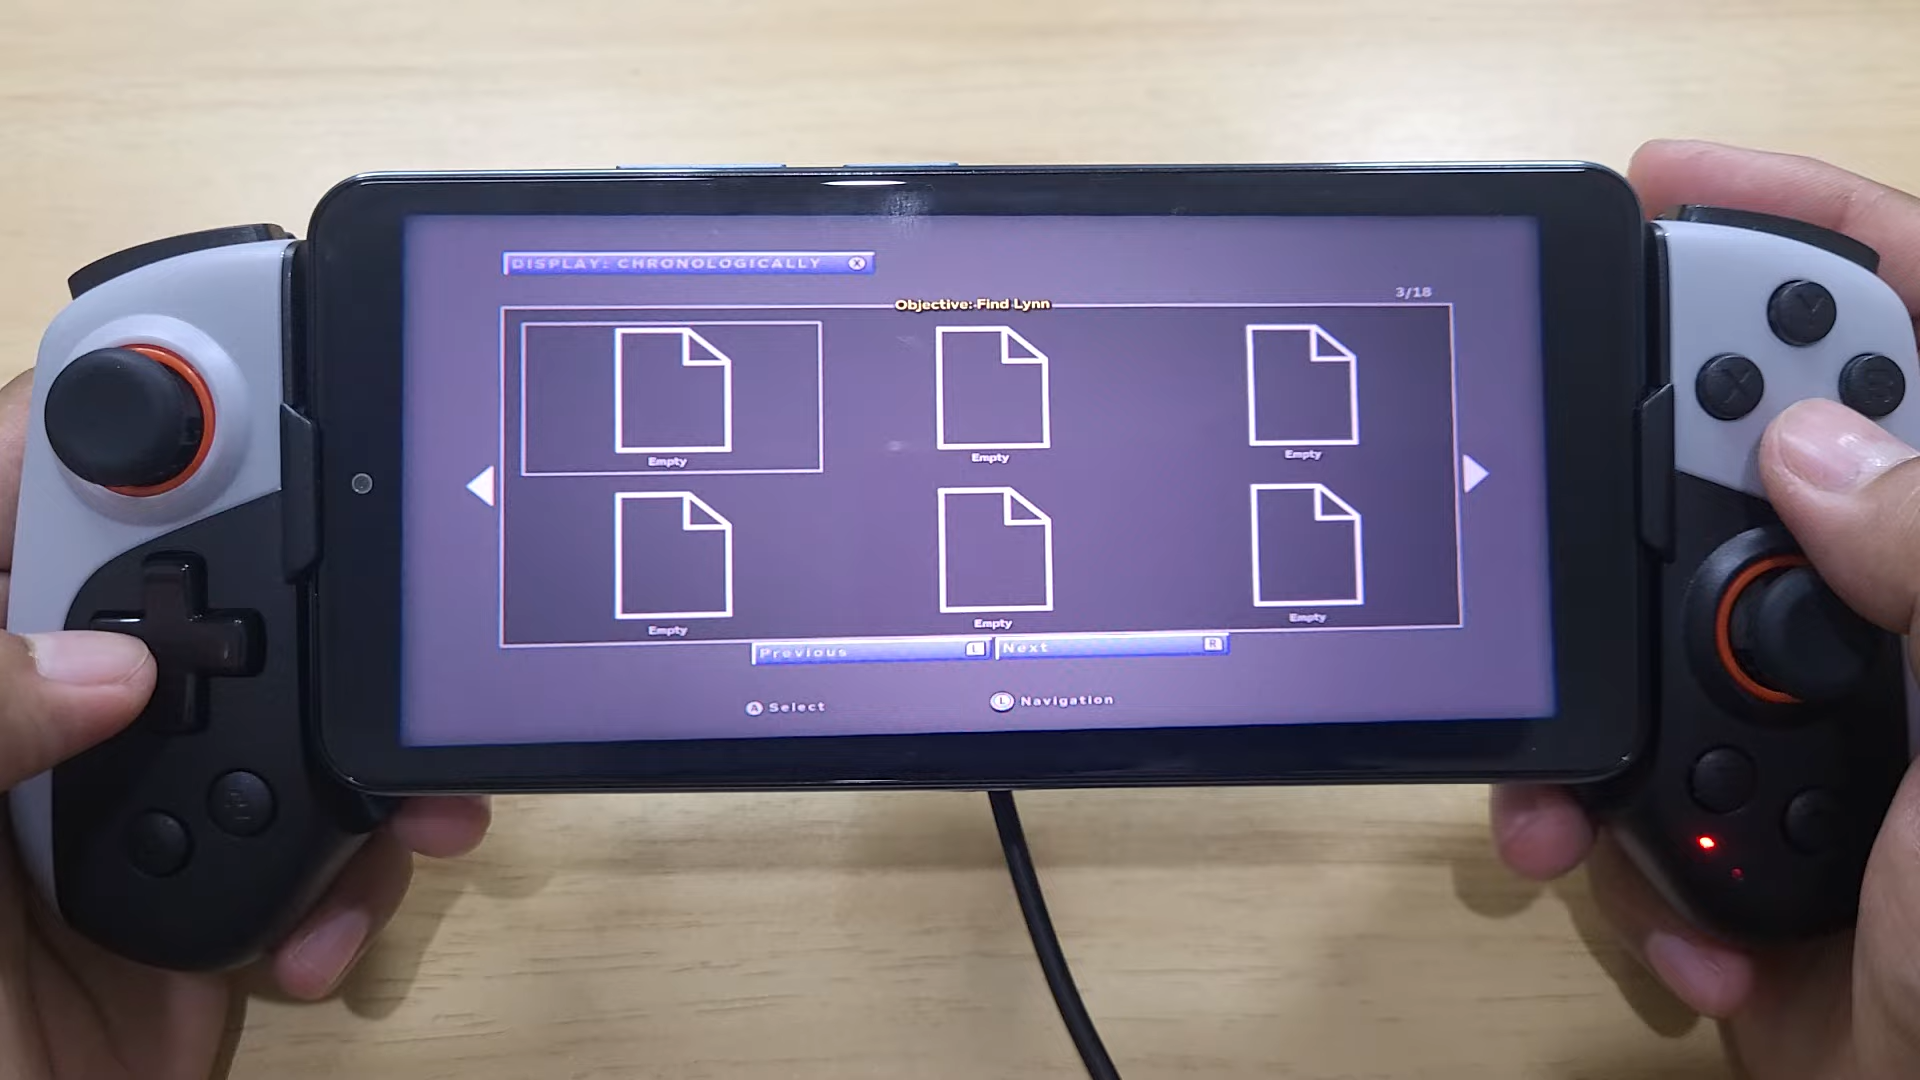 DISPLAY: CHRONOLOGICALLY X
3/18
Objective: Find Lynn
Empty
Empty
Empty
Empty
Empty
Empty
Previous L
Next R
A Select
L Navigation
Y
X